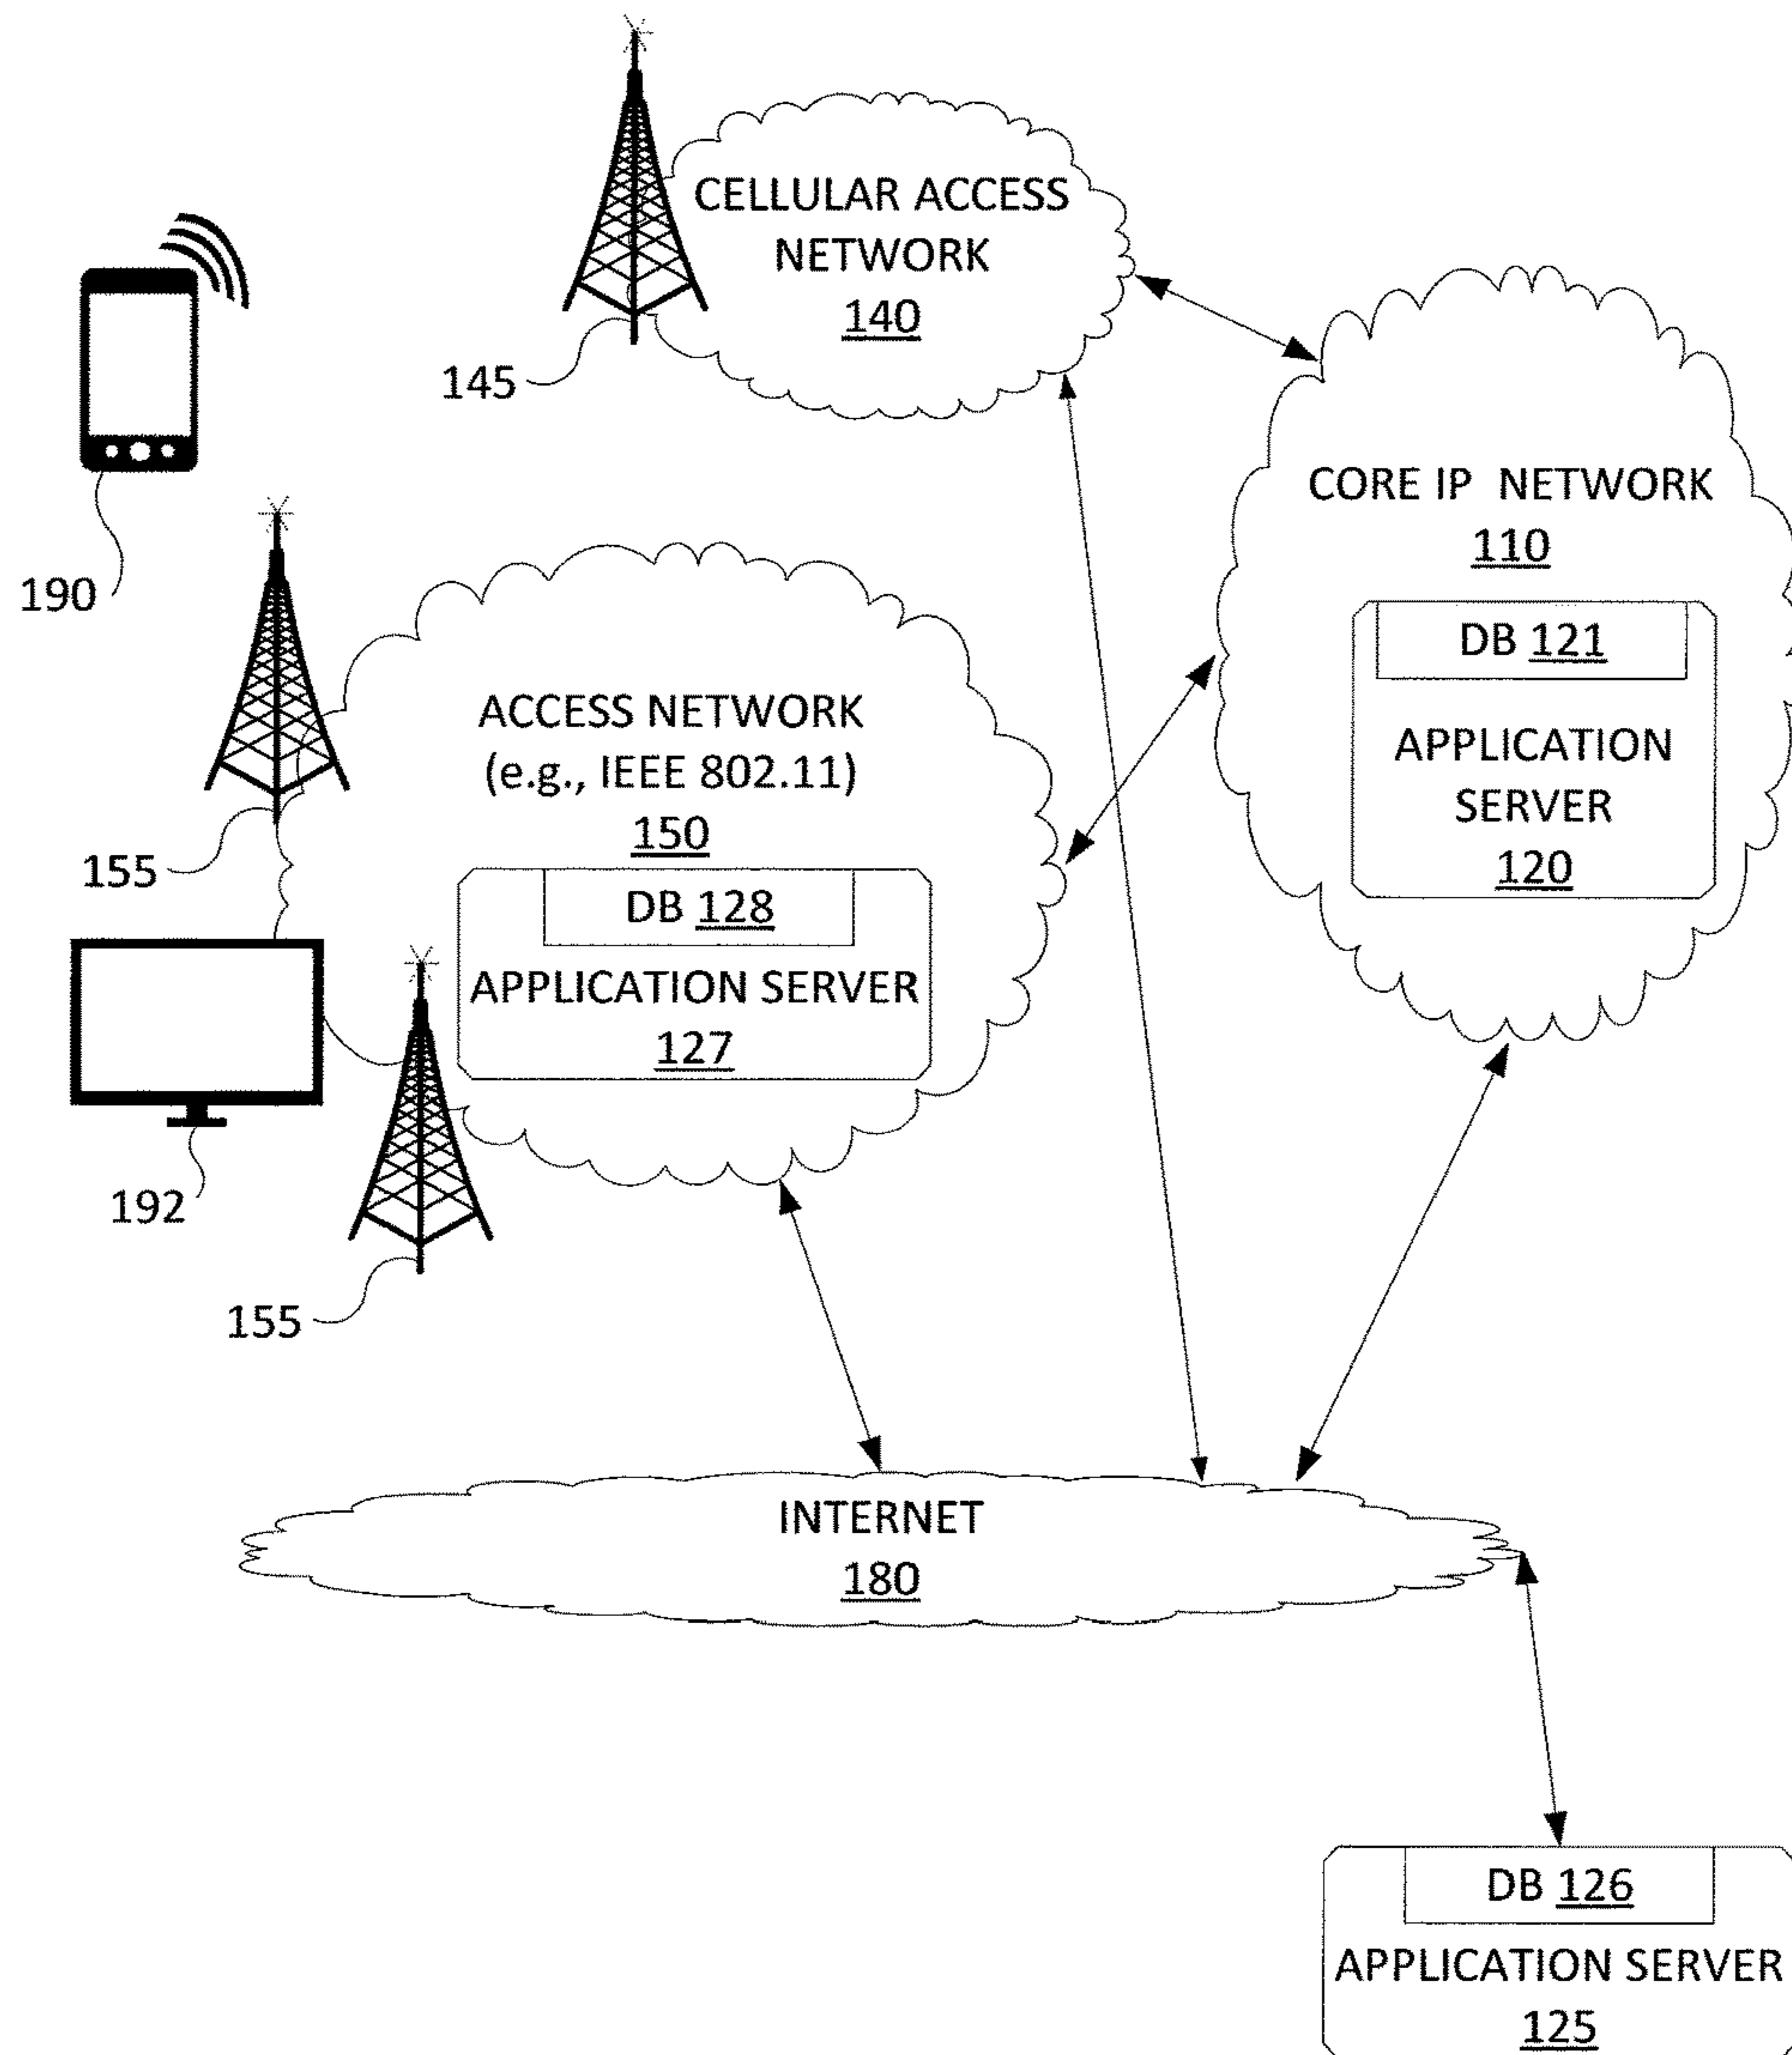 CELLULAR ACCESS
NETWORK
140
145
190
CORE IP NETWORK
110
DB 121
APPLICATION
SERVER
120
ACCESS NETWORK
(e.g., IEEE 802.11)
150
155
DB 128
APPLICATION SERVER
127
192
155
INTERNET
180
DB 126
APPLICATION SERVER
125